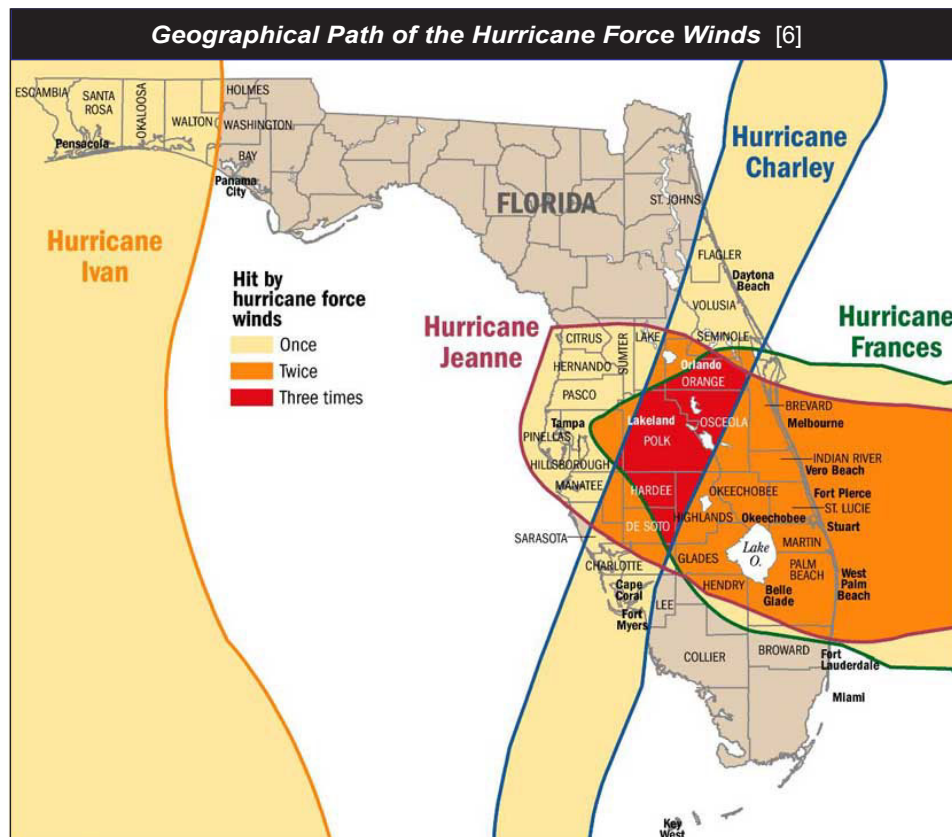 Geographical Path of the Hurricane Force Winds [6]
ESCAMBIA
SANTA
ROSA
OKALOOSA
WALTON
HOLMES
WASHINGTON
BAY
Pensacola
Panama
City
FLORIDA
ST. JOHNS
FLAGLER
Daytona
Beach
VOLUSIA
SEMINOLE
Hurricane
Charley
Hurricane
Ivan
Hit by
hurricane force
winds
Once
Twice
Three times
Hurricane
Jeanne
Hurricane
Frances
CITRUS
SUMTER
LAKE
HERNANDO
PASCO
Orlando
ORANGE
Tampa
Lakeland
OSCEOLA
POLK
PINELLAS
HILLSBOROUGH
MANATEE
HARDEE
BREVARD
Melbourne
INDIAN RIVER
Vero Beach
OKEECHOBEE
Fort Pierce
ST. LUCIE
HIGHLANDS
Okeechobee
Stuart
DE SOTO
SARASOTA
MARTIN
Lake
O.
GLADES
CHARLOTTE
PALM
BEACH
West
Palm
Beach
HENDRY
Belle
Glade
Cape
Coral
LEE
Fort
Myers
COLLIER
BROWARD
Fort
Lauderdale
Miami
Key
West